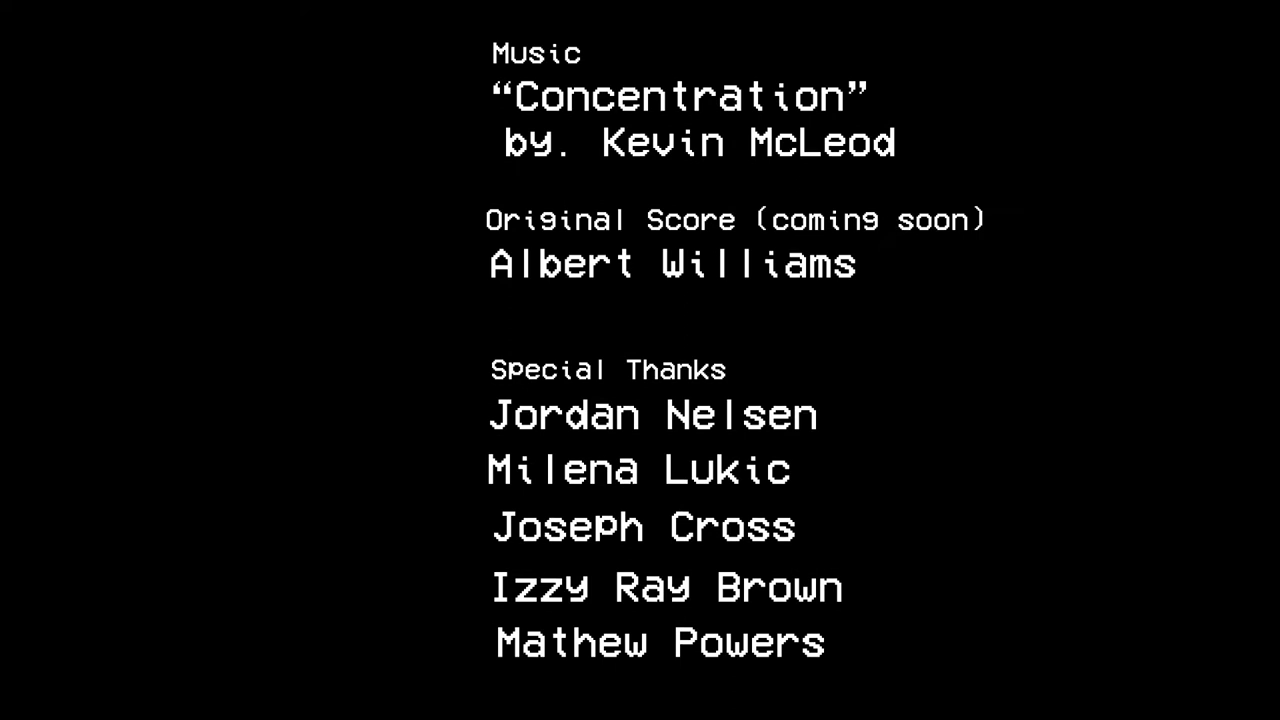 Music
“Concentration”
by. Kevin McLeod
Original Score (coming soon)
Albert Williams
Special Thanks
Jordan Nelsen
Milena Lukic
Joseph Cross
Izzy Ray Brown
Mathew Powers